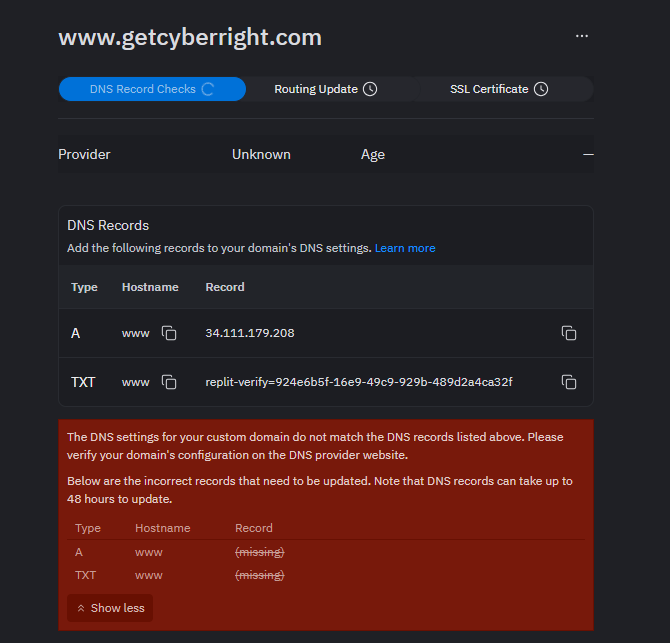 www.getcyberright.com
DNS Record Checks Routing Update SSL Certificate
Provider Unknown Age —
DNS Records
Add the following records to your domain's DNS settings. Learn more
Type Hostname Record
A www 34.111.179.208
TXT www replit-verify=924e6b5f-16e9-49c9-929b-489d2a4ca32f
The DNS settings for your custom domain do not match the DNS records listed above. Please
verify your domain's configuration on the DNS provider website.
Below are the incorrect records that need to be updated. Note that DNS records can take up to
48 hours to update.
Type Hostname Record
A www (missing)
TXT www (missing)
Show less